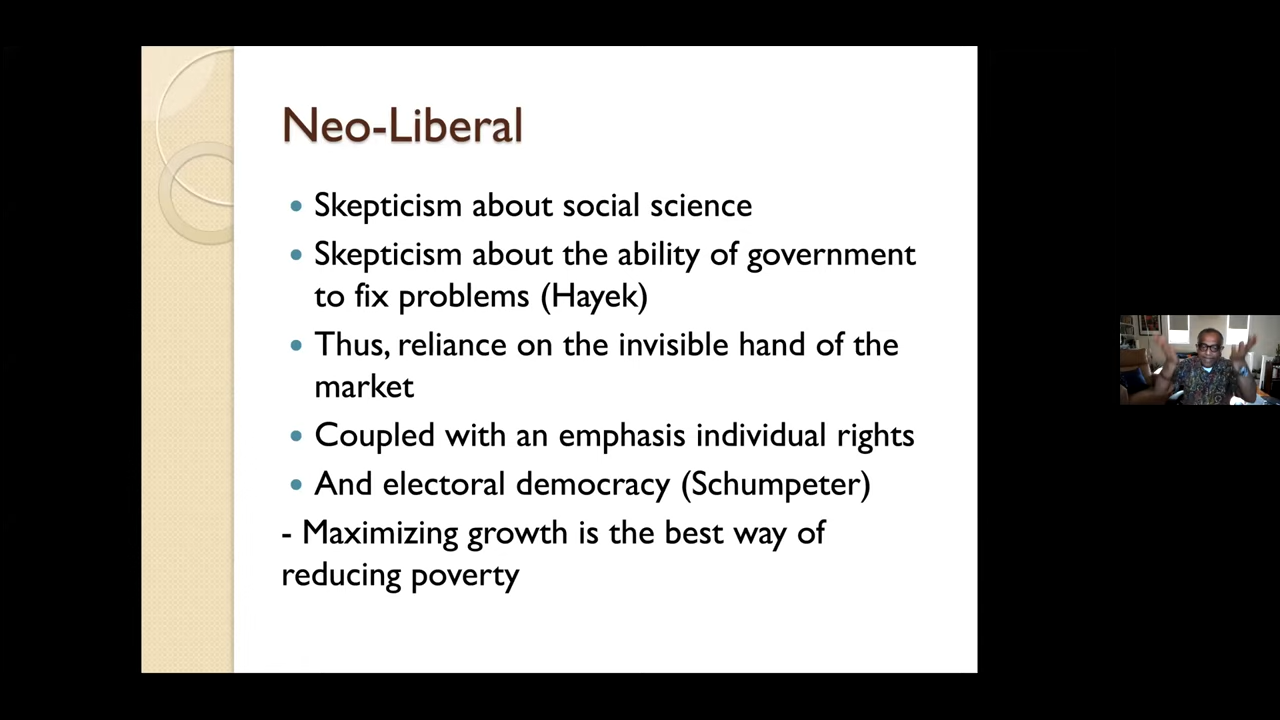 Neo-Liberal
• Skepticism about social science
• Skepticism about the ability of government
to fix problems (Hayek)
• Thus, reliance on the invisible hand of the
market
• Coupled with an emphasis individual rights
• And electoral democracy (Schumpeter)
- Maximizing growth is the best way of
reducing poverty